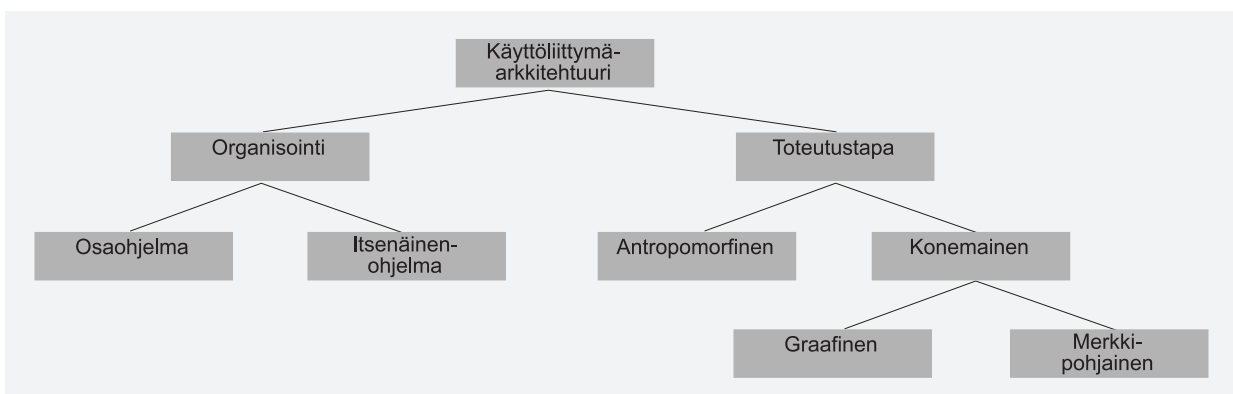 Käyttöliittymä-
arkkitehtuuri
Organisointi
Toteutustapa
Osaohjelma
Itsenäinen-
ohjelma
Antropomorfinen
Konemainen
Graafinen
Merkki-
pohjainen